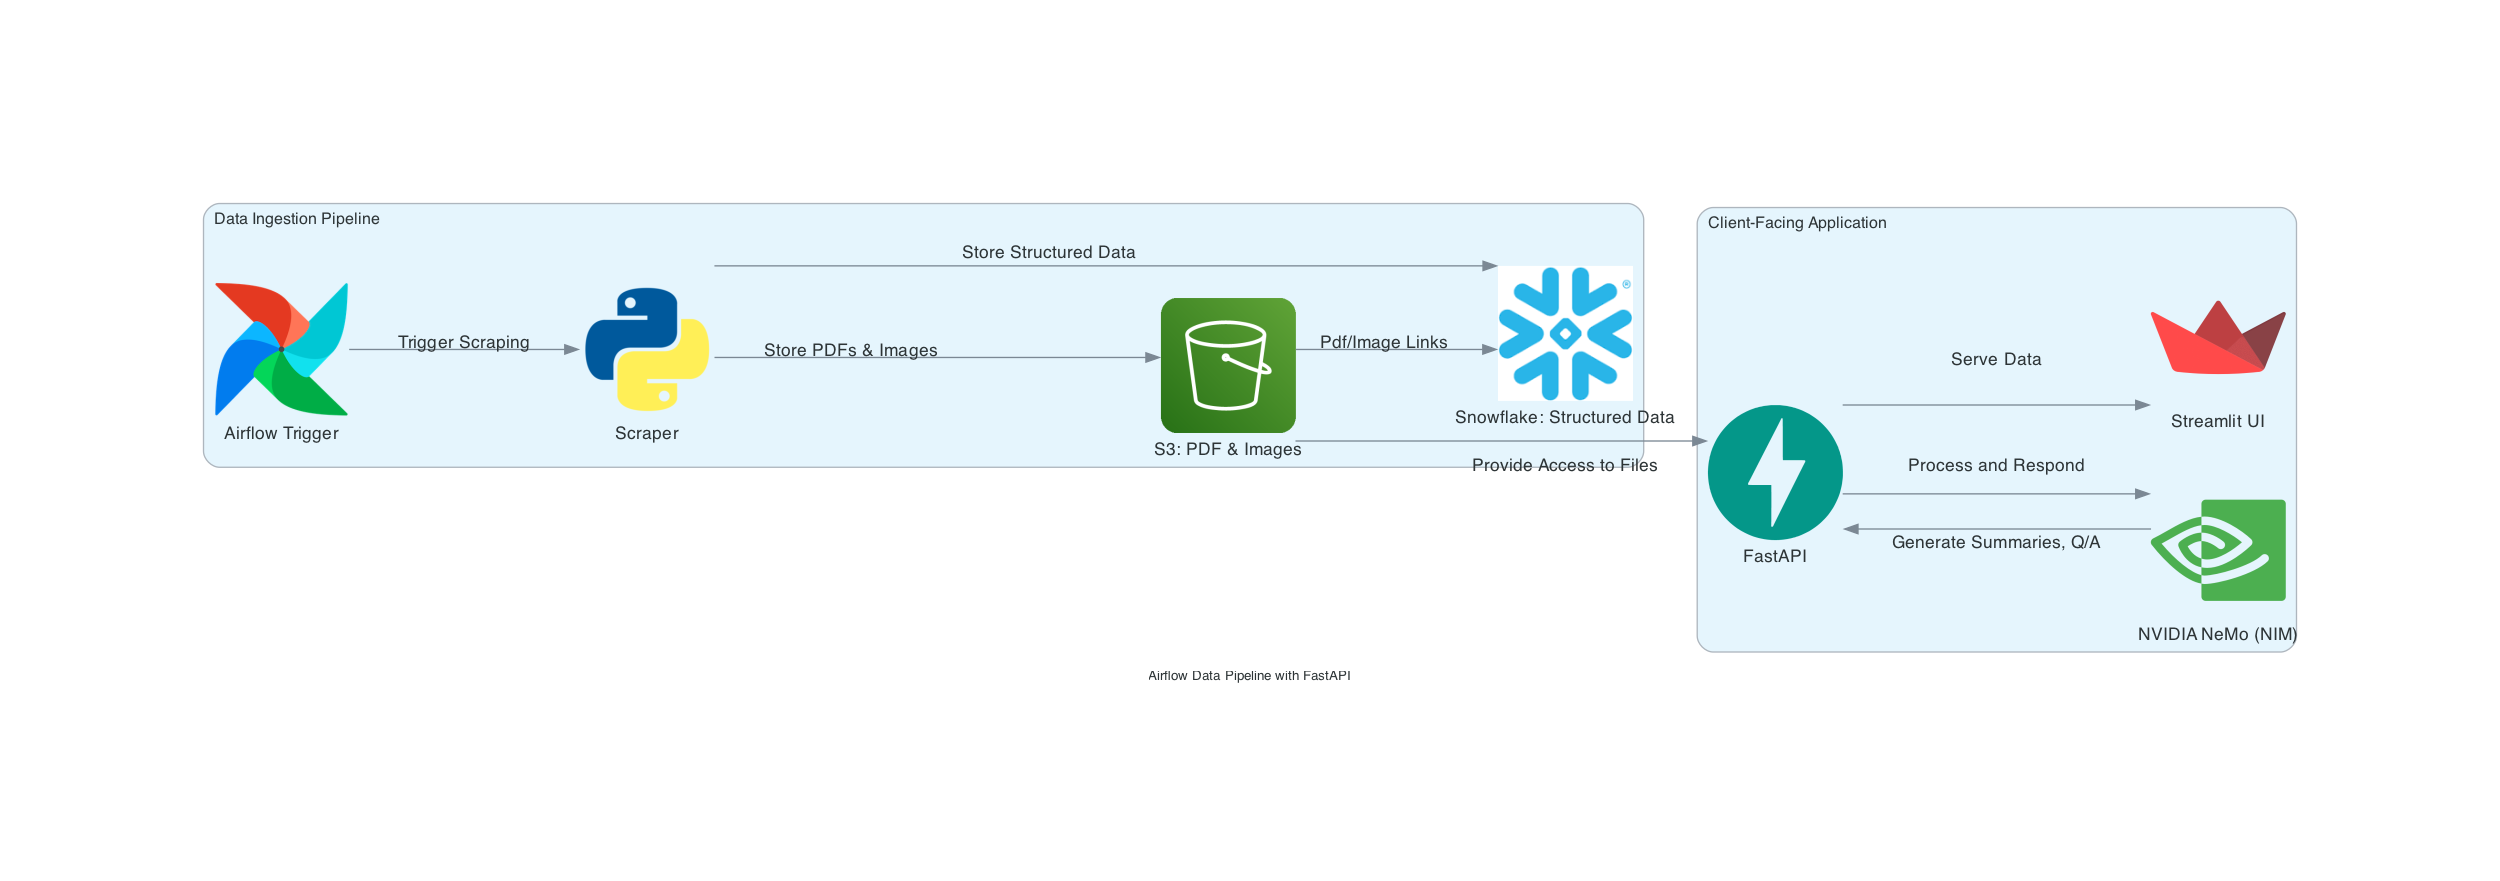 Data Ingestion Pipeline
Client-Facing Application
Store Structured Data
®
Trigger Scraping
Store PDFs & Images
Pdf/Image Links
Serve Data
Airflow Trigger
Scraper
S3: PDF & Images
Snowflake: Structured Data
Streamlit UI
Provide Access to Files
Process and Respond
Generate Summaries, Q/A
FastAPI
NVIDIA NeMo (NIM)
Airflow Data Pipeline with FastAPI